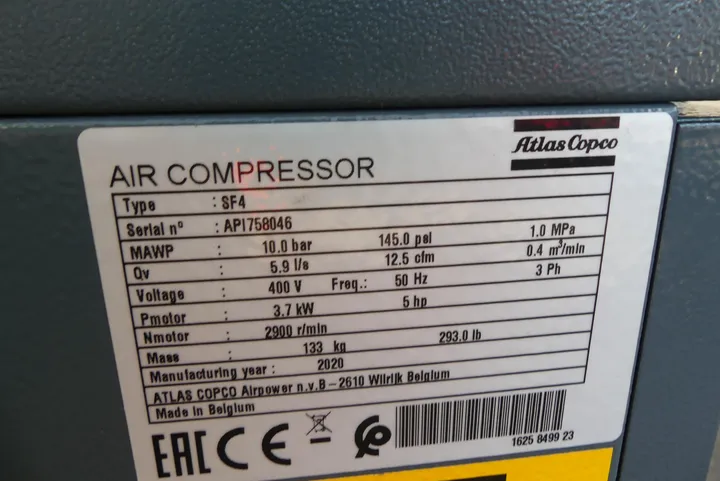 Atlas Copco
AIR COMPRESSOR
Type : SF4
Serial n° : API758046
MAWP : 10.0 bar 145.0 psi 1.0 MPa
Qv : 5.9 l/s 12.5 cfm 0.4 m³/min
Voltage : 400 V Freq.: 50 Hz 3 Ph
Pmotor : 3.7 kW 5 hp
Nmotor : 2900 r/min
Mass : 133 kg 293.0 lb
Manufacturing year : 2020
ATLAS COPCO Airpower n.v.B – 2610 Wilrijk Belgium
Made in Belgium
EAC CE
1625 8499 23